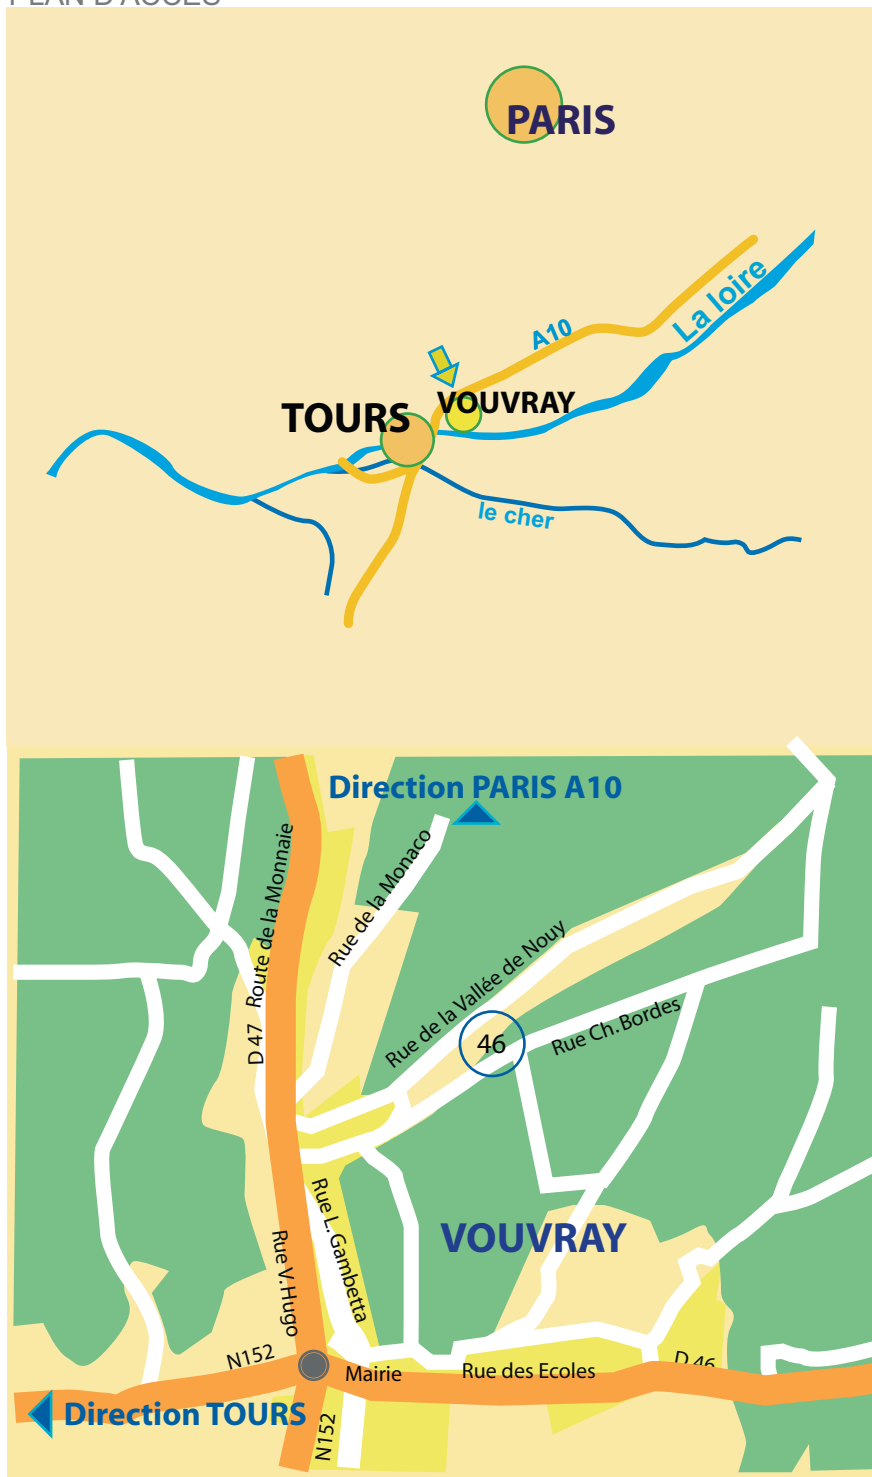 PLAN D'ACCES
PARIS
La loire
A10
VOUVRAY
TOURS
le cher
Direction PARIS A10
Route de la Monnaie
D 47
Rue de la Monaco
Rue de la Vallée de Nouy
46
Rue Ch. Bordes
Rue L. Gambetta
Rue V. Hugo
VOUVRAY
N152
Mairie
Rue des Ecoles
D 46
Direction TOURS
N152